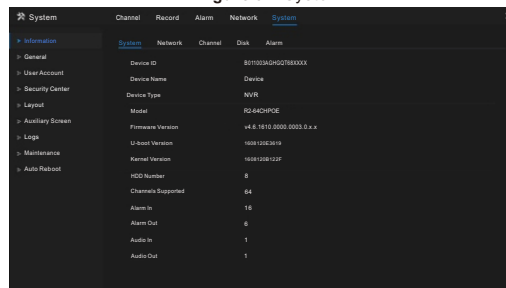 System
Channel Record Alarm Network System
Information
General
User Account
Security Center
Layout
Auxiliary Screen
Logs
Maintenance
Auto Reboot
System Network Channel Disk Alarm
Device ID B011003AGHGQT68XXXX
Device Name Device
Device Type NVR
Model R2-64CHPOE
Firmware Version v4.6.1610.0000.0003.0.x.x
U-boot Version 1608120E3619
Kernel Version 1608120B122F
HDD Number 8
Channels Supported 64
Alarm In 16
Alarm Out 6
Audio In 1
Audio Out 1